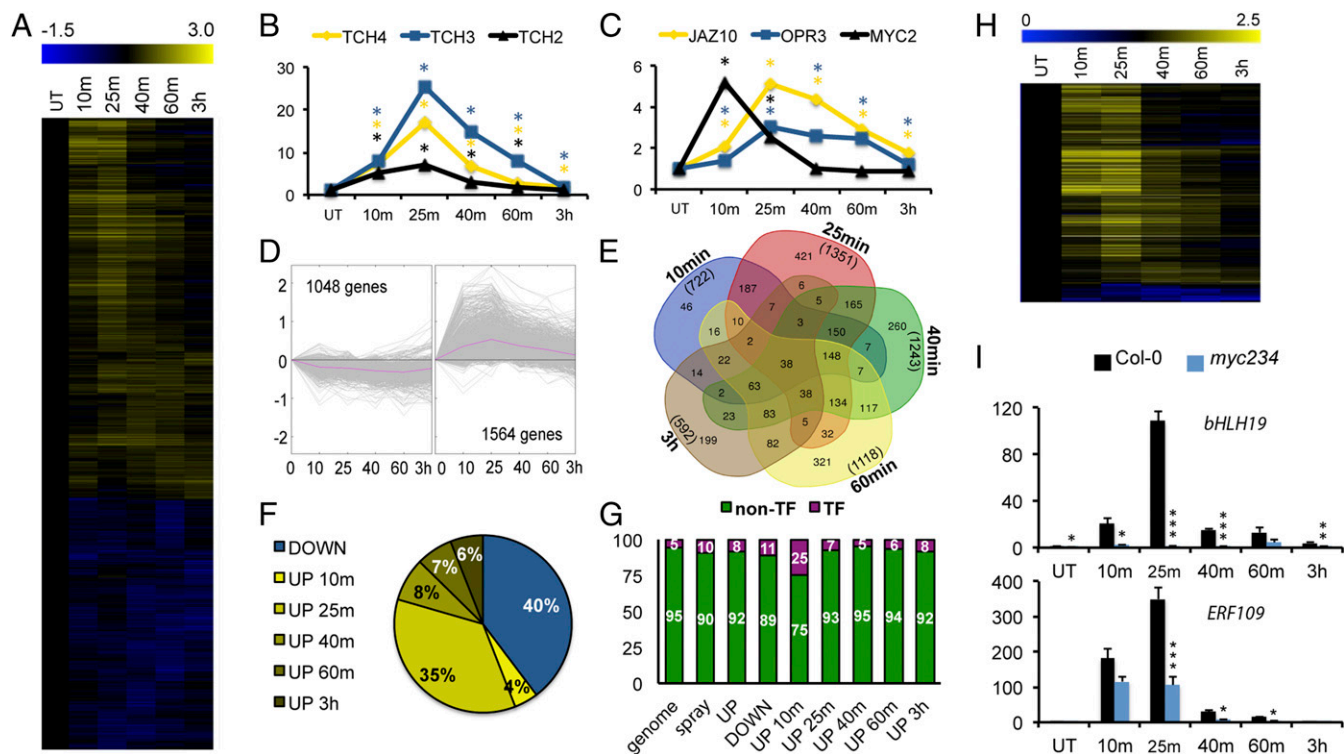 A
-1.5 3.0
UT 10m 25m 40m 60m 3h
B
TCH4 TCH3 TCH2
30
20
10
0
UT 10m 25m 40m 60m 3h
* * * * * * * * * * * * *
C
JAZ10 OPR3 MYC2
6
4
2
0
UT 10m 25m 40m 60m 3h
* * * * * * * * * * * *
D
1048 genes
1564 genes
2
1
0
-1
-2
0 10 25 40 60 3h
0 10 25 40 60 3h
E
10min
(722)
25min
(1351)
40min
(1243)
60min
(1118)
3h
(592)
421
6
5
165
187
7
46
10
3
150
260
7
16
2
38
148
7
22
14
63
38
134
117
2
23
83
5
32
199
82
321
F
DOWN
UP 10m
UP 25m
UP 40m
UP 60m
UP 3h
6%
7%
8%
40%
35%
4%
G
non-TF TF
100
75
50
25
0
5 10 8 11 25 7 5 6 8
95 90 92 89 75 93 95 94 92
genome spray UP DOWN UP 10m UP 25m UP 40m UP 60m UP 3h
H
0 2.5
UT 10m 25m 40m 60m 3h
I
Col-0 myc234
bHLH19
120
80
40
0
* * *** *** **
UT 10m 25m 40m 60m 3h
ERF109
400
300
200
100
0
*** * *
UT 10m 25m 40m 60m 3h